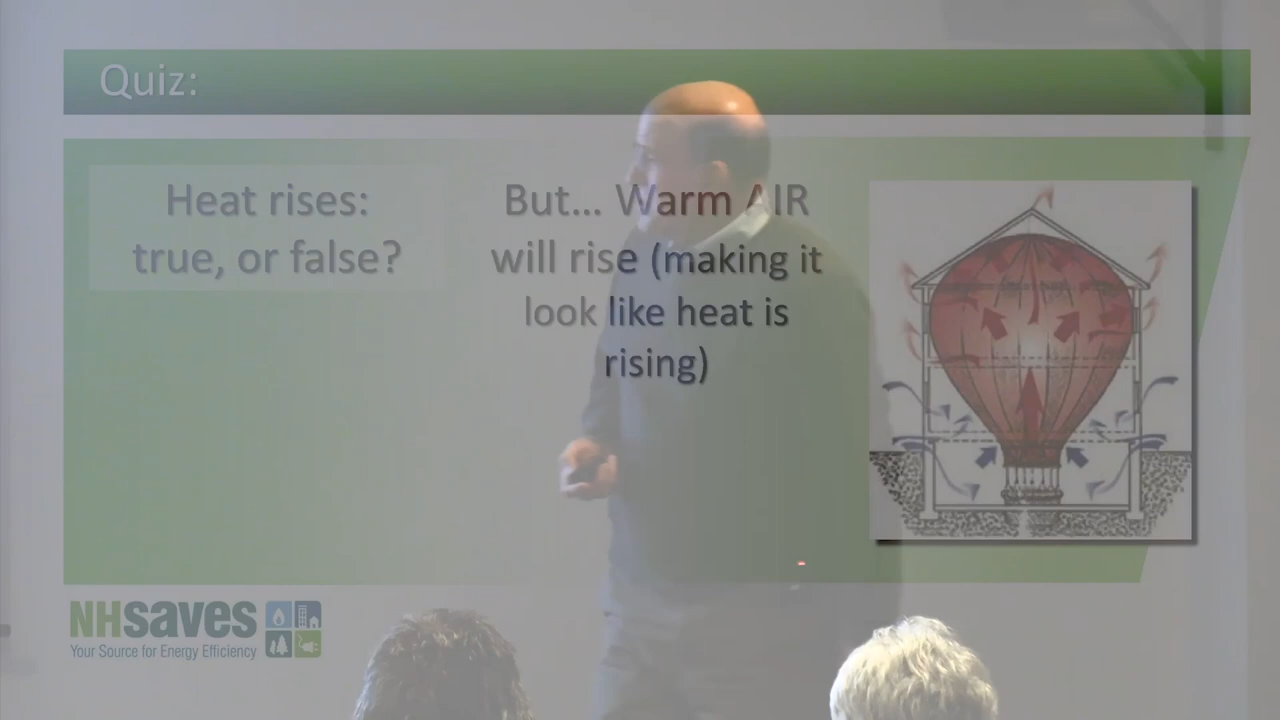 Quiz:
Heat rises:
true, or false?
But... Warm AIR
will rise (making it
look like heat is
rising)
NHsaves
Your Source for Energy Efficiency